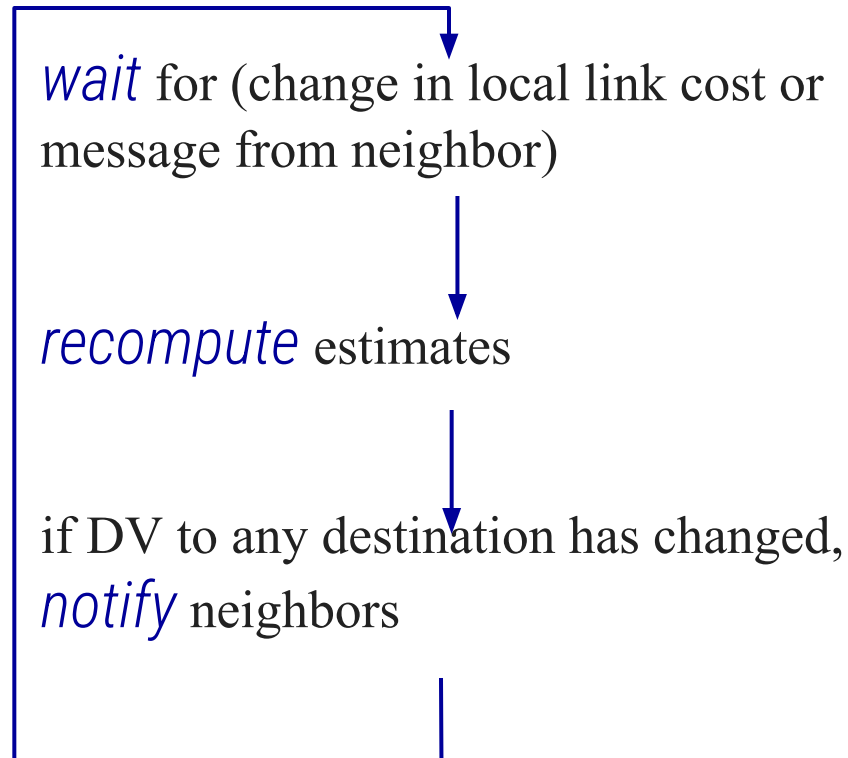 wait for (change in local link cost or
message from neighbor)
recompute estimates
if DV to any destination has changed,
notify neighbors